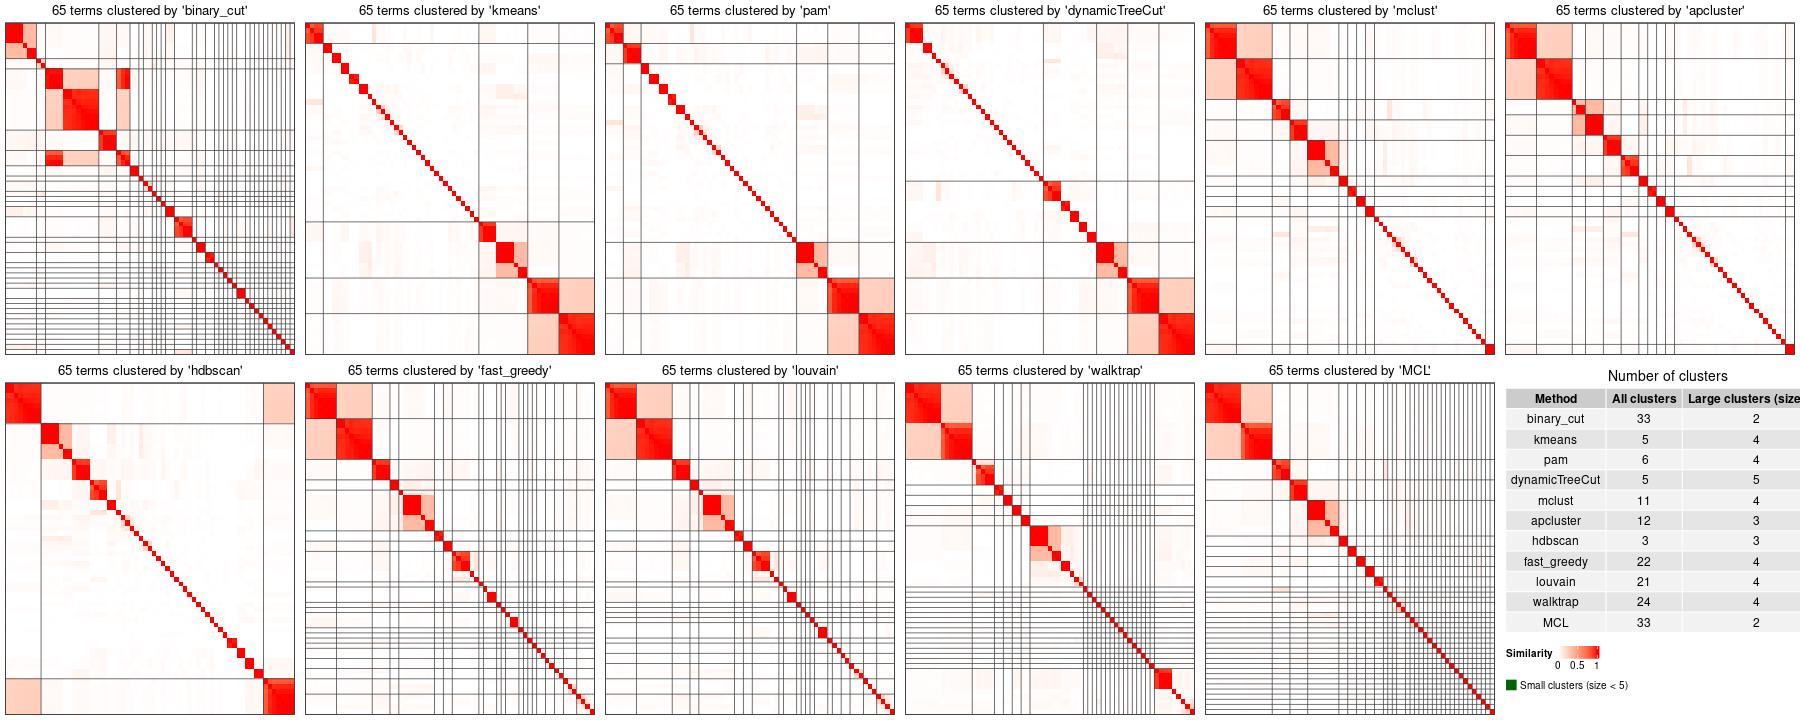 65 terms clustered by 'binary_cut'
65 terms clustered by 'kmeans'
65 terms clustered by 'pam'
65 terms clustered by 'dynamicTreeCut'
65 terms clustered by 'mclust'
65 terms clustered by 'apcluster'
65 terms clustered by 'hdbscan'
65 terms clustered by 'fast_greedy'
65 terms clustered by 'louvain'
65 terms clustered by 'walktrap'
65 terms clustered by 'MCL'
Number of clusters
Method All clusters Large clusters (size
binary_cut 33 2
kmeans 5 4
pam 6 4
dynamicTreeCut 5 5
mclust 11 4
apcluster 12 3
hdbscan 3 3
fast_greedy 22 4
louvain 21 4
walktrap 24 4
MCL 33 2
Similarity
0 0.5 1
Small clusters (size < 5)